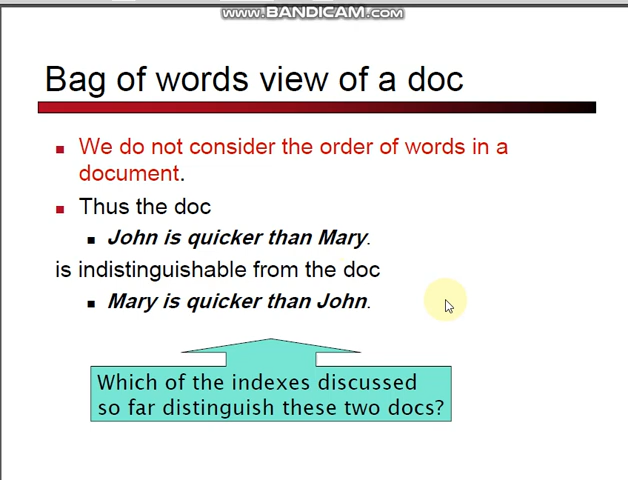 www.BANDICAM.com
Bag of words view of a doc
We do not consider the order of words in a
document.
Thus the doc
John is quicker than Mary.
is indistinguishable from the doc
Mary is quicker than John.
Which of the indexes discussed
so far distinguish these two docs?